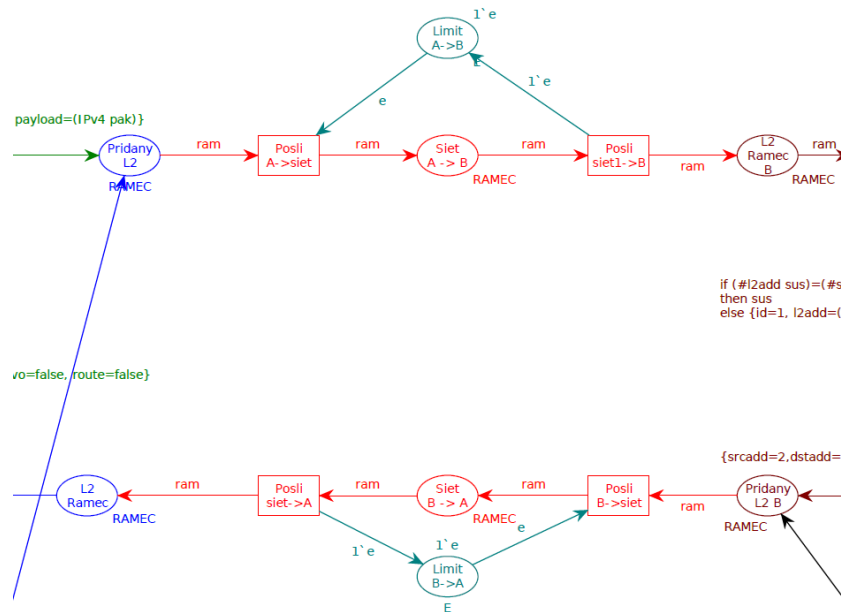 1`e
Limit
A->B
E
1`e
e
payload=(IPv4 pak)}
Pridany
L2
RAMEC
ram
Posli
A->siet
ram
Siet
A -> B
RAMEC
ram
Posli
siet1->B
ram
L2
Ramec
B
RAMEC
ram
if (#l2add sus)=(#s
then sus
else {id=1, l2add=(
vo=false, route=false}
{srcadd=2,dstadd=
L2
Ramec
RAMEC
ram
Posli
siet->A
ram
Siet
B -> A
RAMEC
ram
Posli
B->siet
ram
Pridany
L2 B
RAMEC
1`e
1`e
e
Limit
B->A
E